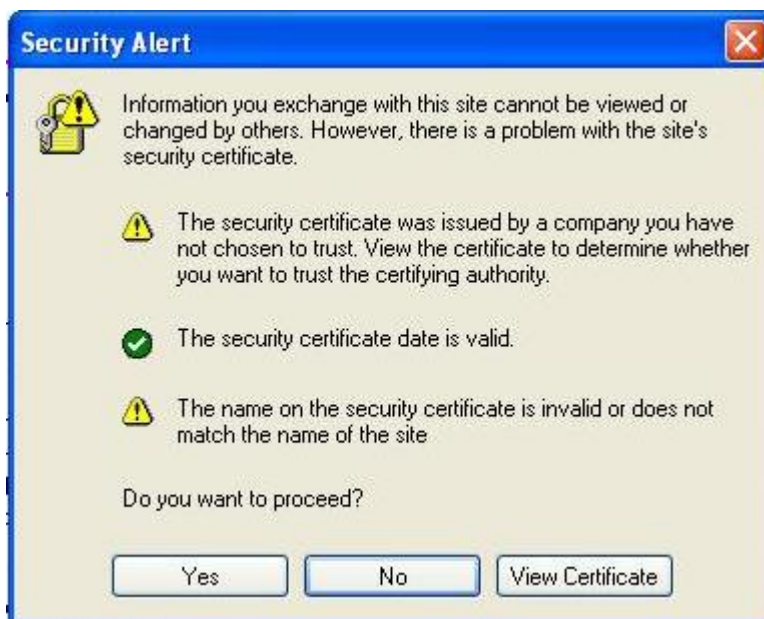 Security Alert
Information you exchange with this site cannot be viewed or
changed by others. However, there is a problem with the site's
security certificate.
The security certificate was issued by a company you have
not chosen to trust. View the certificate to determine whether
you want to trust the certifying authority.
The security certificate date is valid.
The name on the security certificate is invalid or does not
match the name of the site
Do you want to proceed?
Yes
No
View Certificate